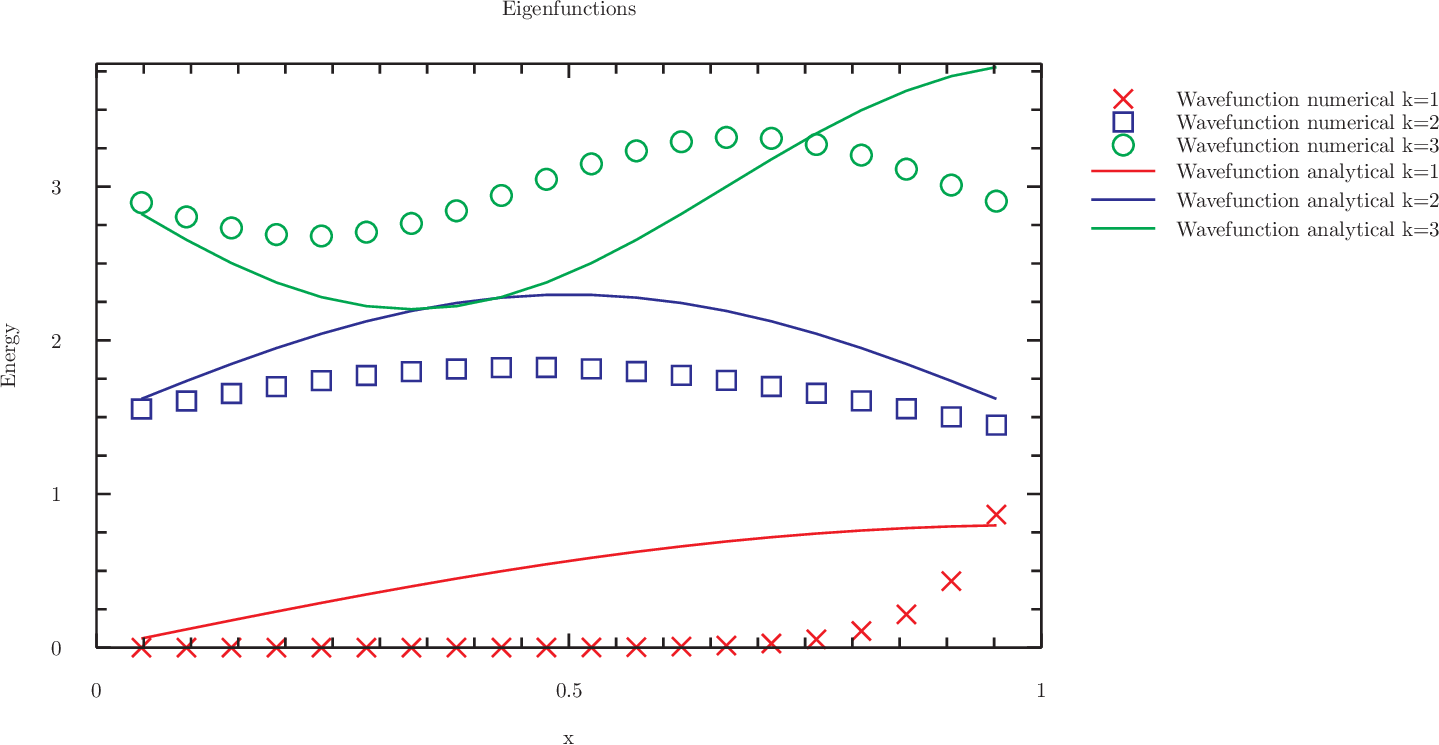 Eigenfunctions
Wavefunction numerical k=1
Wavefunction numerical k=2
Wavefunction numerical k=3
Wavefunction analytical k=1
Wavefunction analytical k=2
Wavefunction analytical k=3
Energy
3
2
1
0
0 0.5 1
x